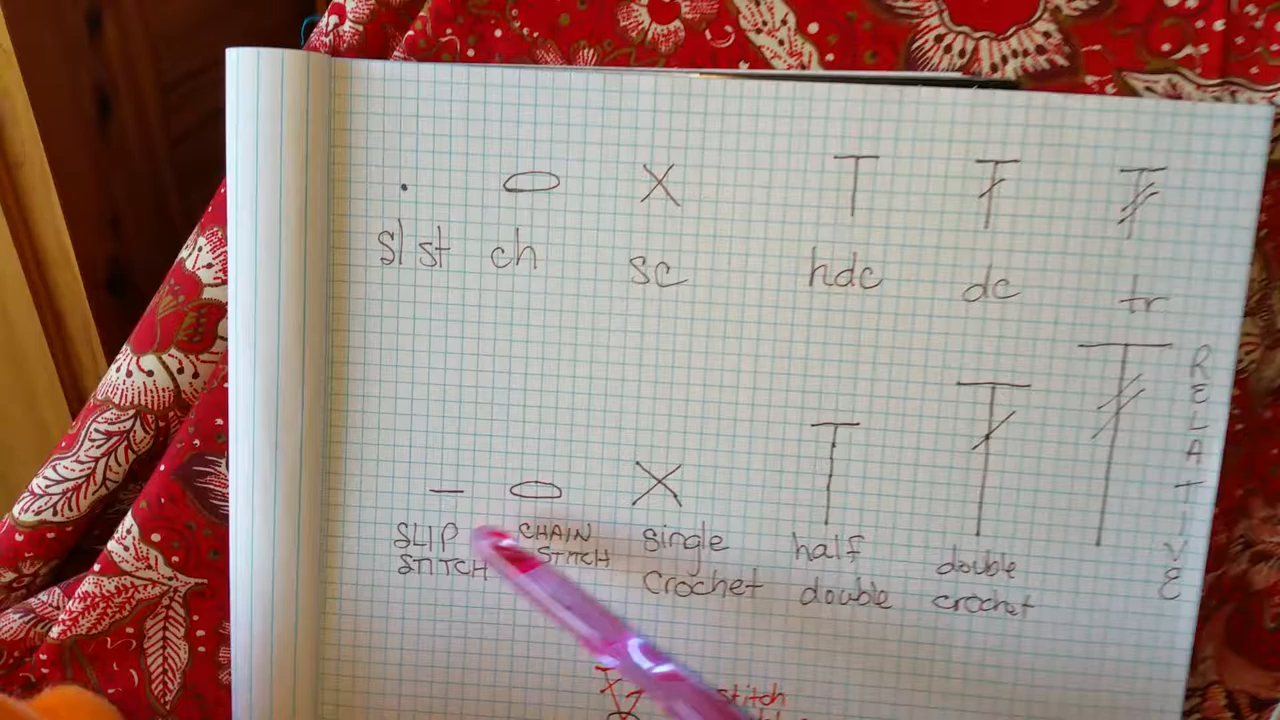 sl st ch sc hdc dc tr
RELATIVE
SLIP STITCH
CHAIN STITCH
single crochet
half double
double crochet
stitch